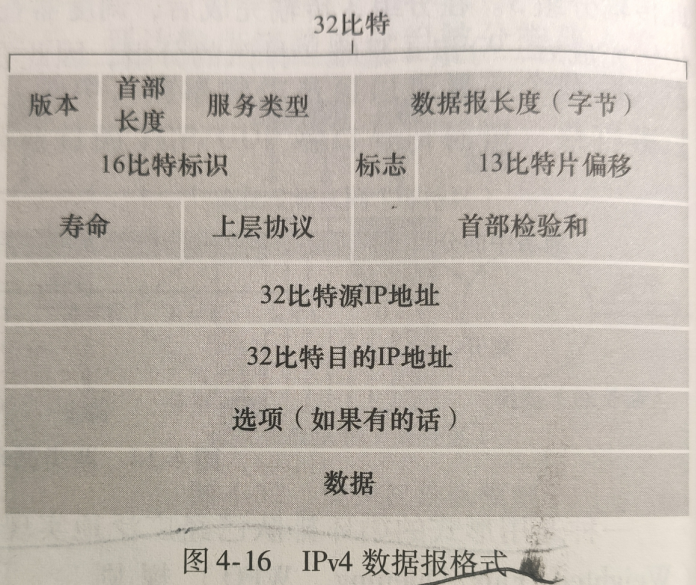 32比特
版本 首部长度 服务类型 数据报长度（字节）
16比特标识 标志 13比特片偏移
寿命 上层协议 首部检验和
32比特源IP地址
32比特目的IP地址
选项（如果有的话）
数据
图 4-16 IPv4 数据报格式